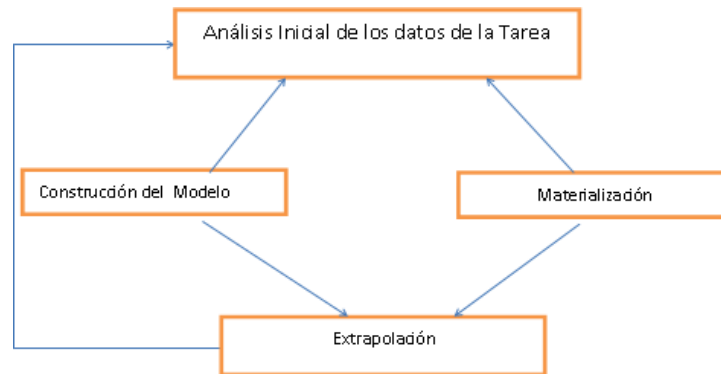 Análisis Inicial de los datos de la Tarea
Construcción del Modelo
Materialización
Extrapolación